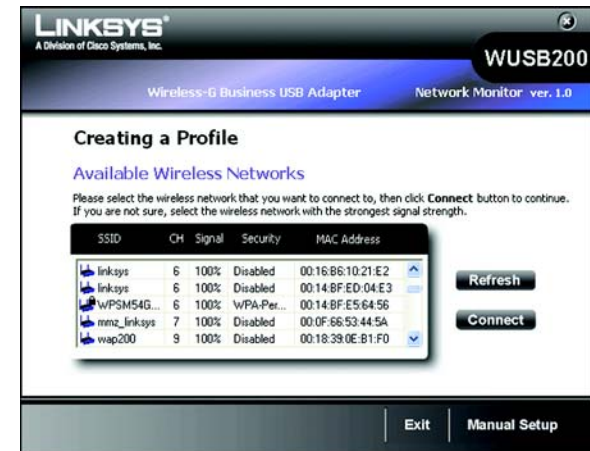 LINKSYS®
A Division of Cisco Systems, Inc.
WUSB200
Wireless-G Business USB Adapter Network Monitor ver. 1.0
Creating a Profile
Available Wireless Networks
Please select the wireless network that you want to connect to, then click Connect button to continue.
If you are not sure, select the wireless network with the strongest signal strength.
SSID CH Signal Security MAC Address
linksys 6 100% Disabled 00:16:B6:10:21:E2
linksys 6 100% Disabled 00:14:BF:ED:04:E3
WPSM54G... 6 100% WPA-Per... 00:14:BF:E5:64:56
mmz_linksys 7 100% Disabled 00:0F:66:53:44:5A
wap200 9 100% Disabled 00:18:39:0E:B1:F0
Refresh
Connect
Exit Manual Setup